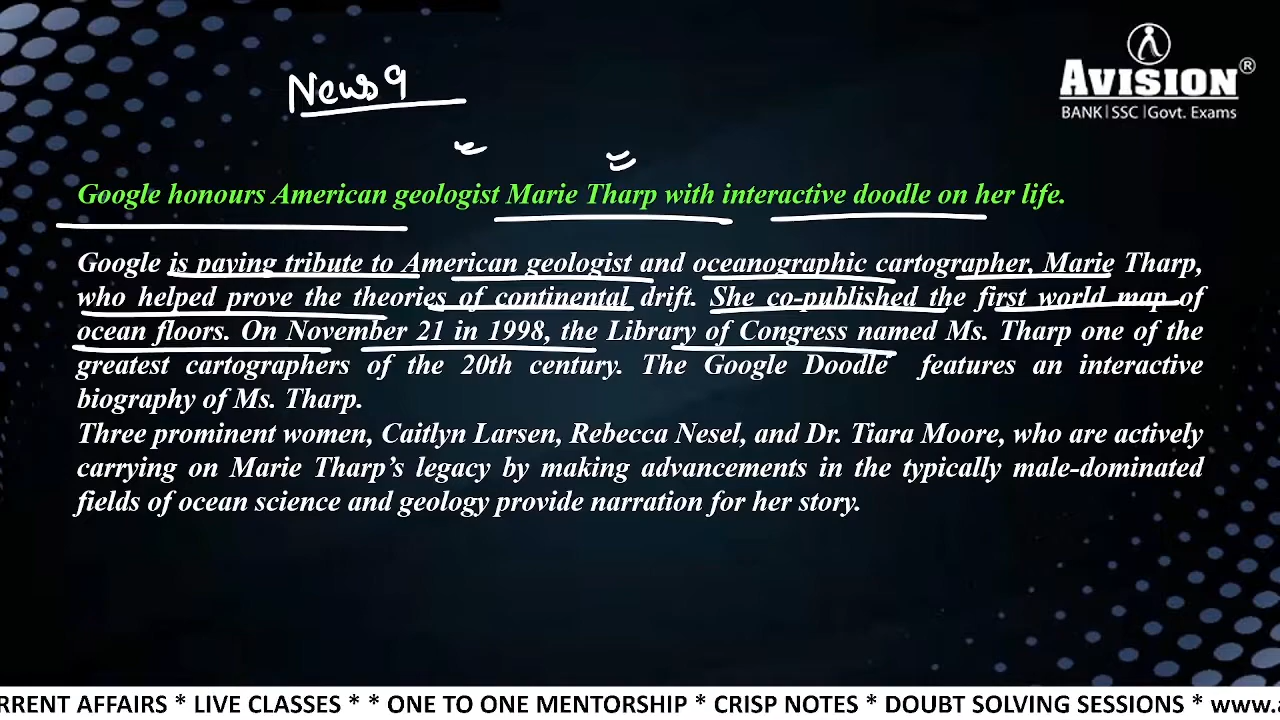 News 9
AVISION®
BANK|SSC|Govt. Exams
Google honours American geologist Marie Tharp with interactive doodle on her life.
Google is paying tribute to American geologist and oceanographic cartographer, Marie Tharp,
who helped prove the theories of continental drift. She co-published the first world map of
ocean floors. On November 21 in 1998, the Library of Congress named Ms. Tharp one of the
greatest cartographers of the 20th century. The Google Doodle features an interactive
biography of Ms. Tharp.
Three prominent women, Caitlyn Larsen, Rebecca Nesel, and Dr. Tiara Moore, who are actively
carrying on Marie Tharp’s legacy by making advancements in the typically male-dominated
fields of ocean science and geology provide narration for her story.
RRENT AFFAIRS * LIVE CLASSES * * ONE TO ONE MENTORSHIP * CRISP NOTES * DOUBT SOLVING SESSIONS * www.